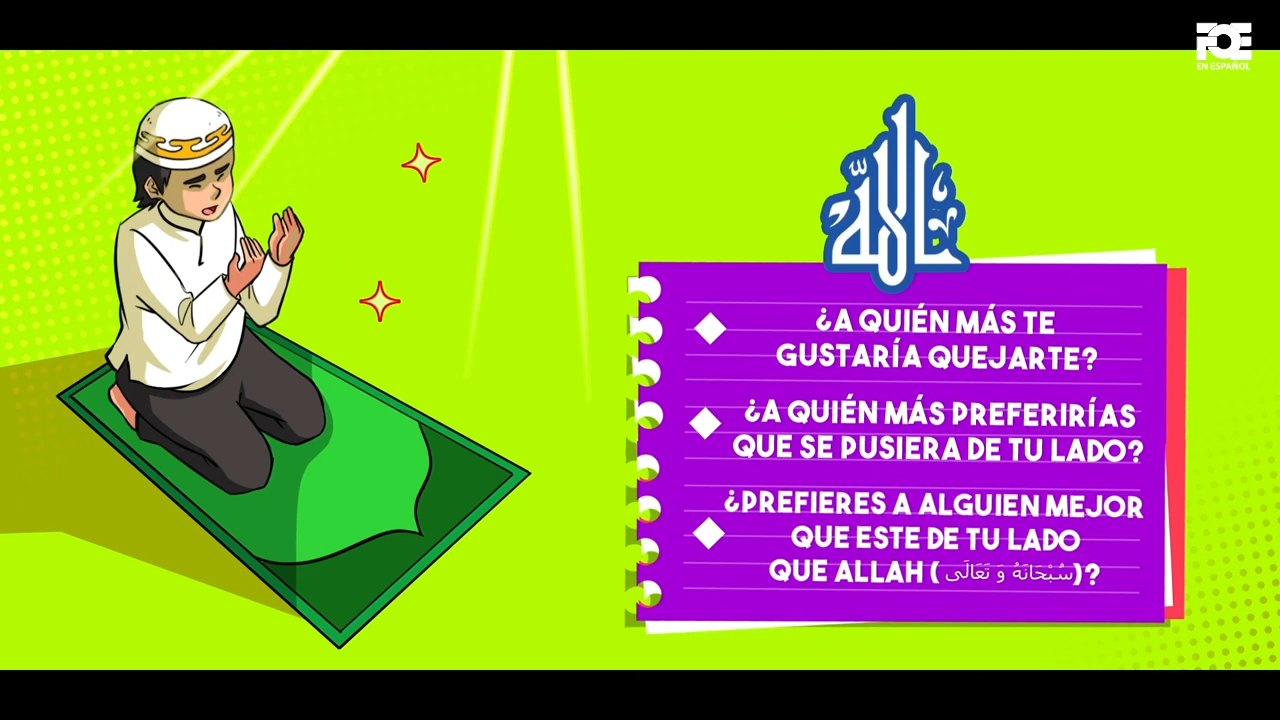 FOE
EN ESPAÑOL
الله
¿A QUIÉN MÁS TE
GUSTARÍA QUEJARTE?
¿A QUIÉN MÁS PREFERIRÍAS
QUE SE PUSIERA DE TU LADO?
¿PREFIERES A ALGUIEN MEJOR
QUE ESTE DE TU LADO
QUE ALLAH (سُبْحَانَهُ وَ تَعَالَى)?